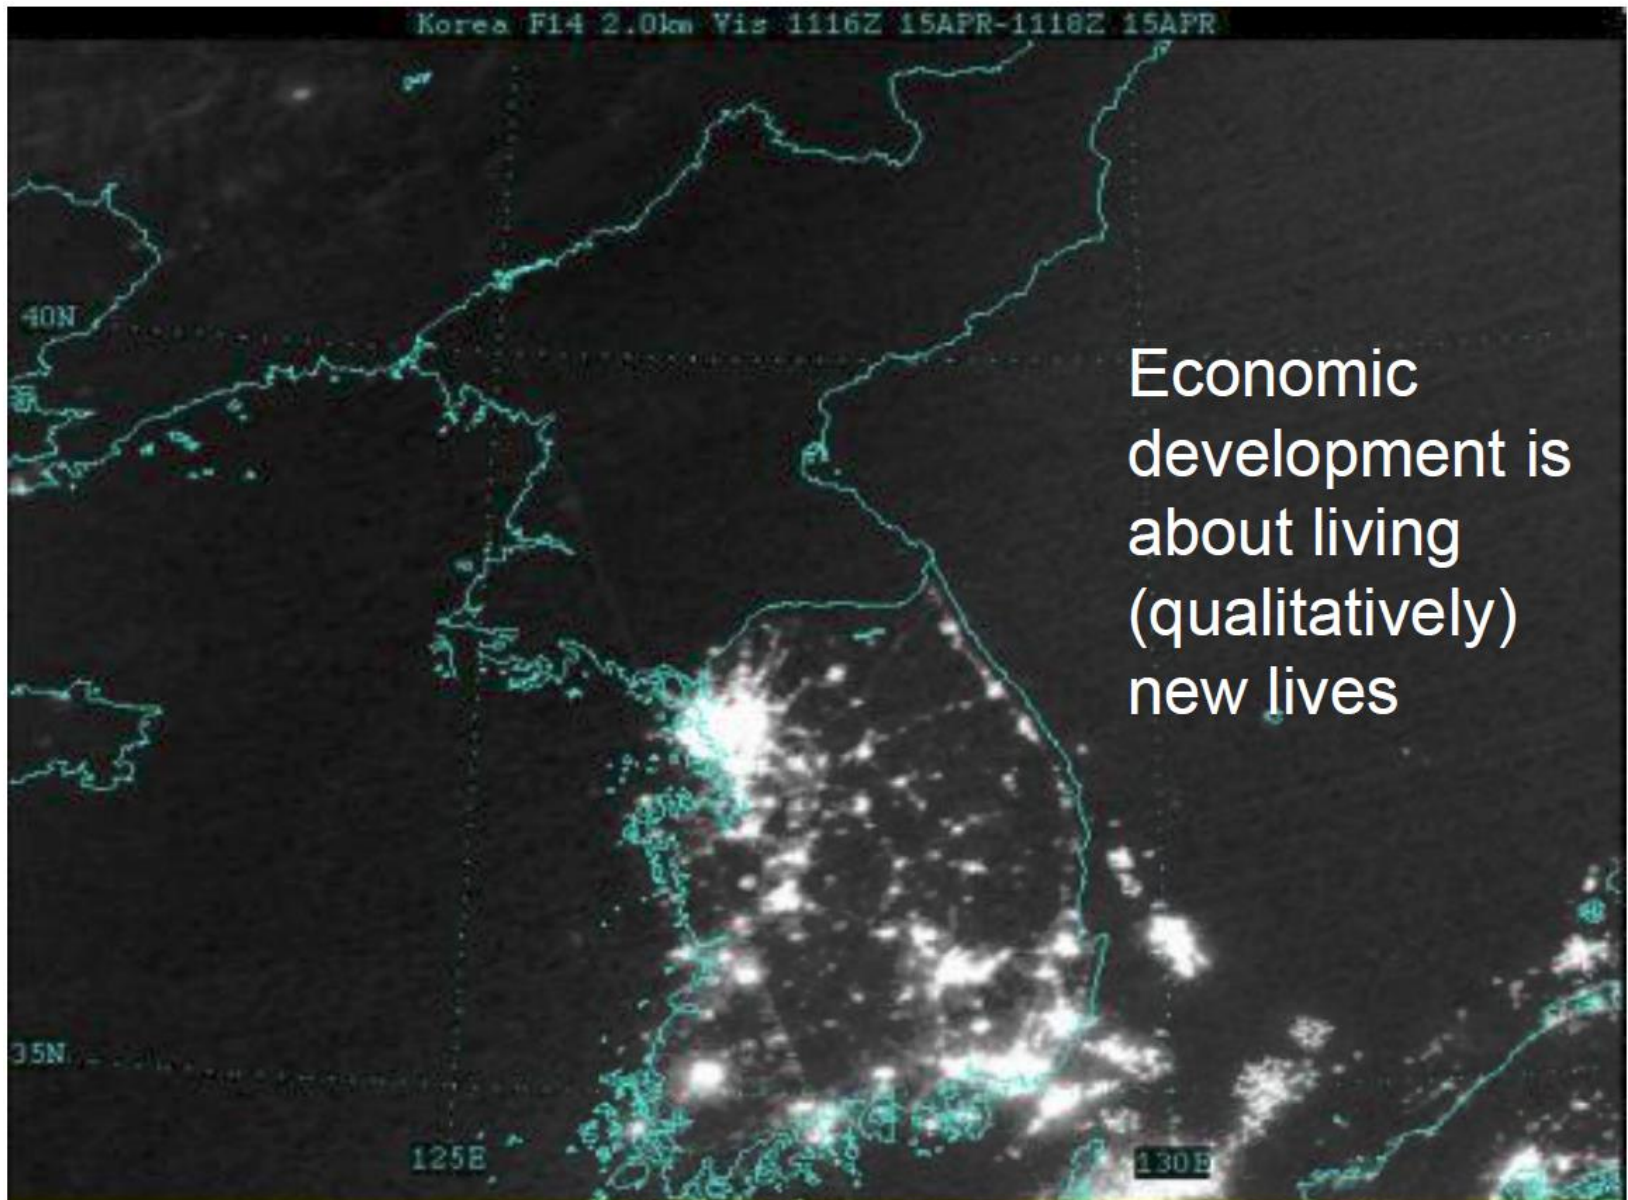 Korea F14 2.0km Vis 1116Z 15APR-1118Z 15APR
40N
Economic
development is
about living
(qualitatively)
new lives
35N
125E
130E